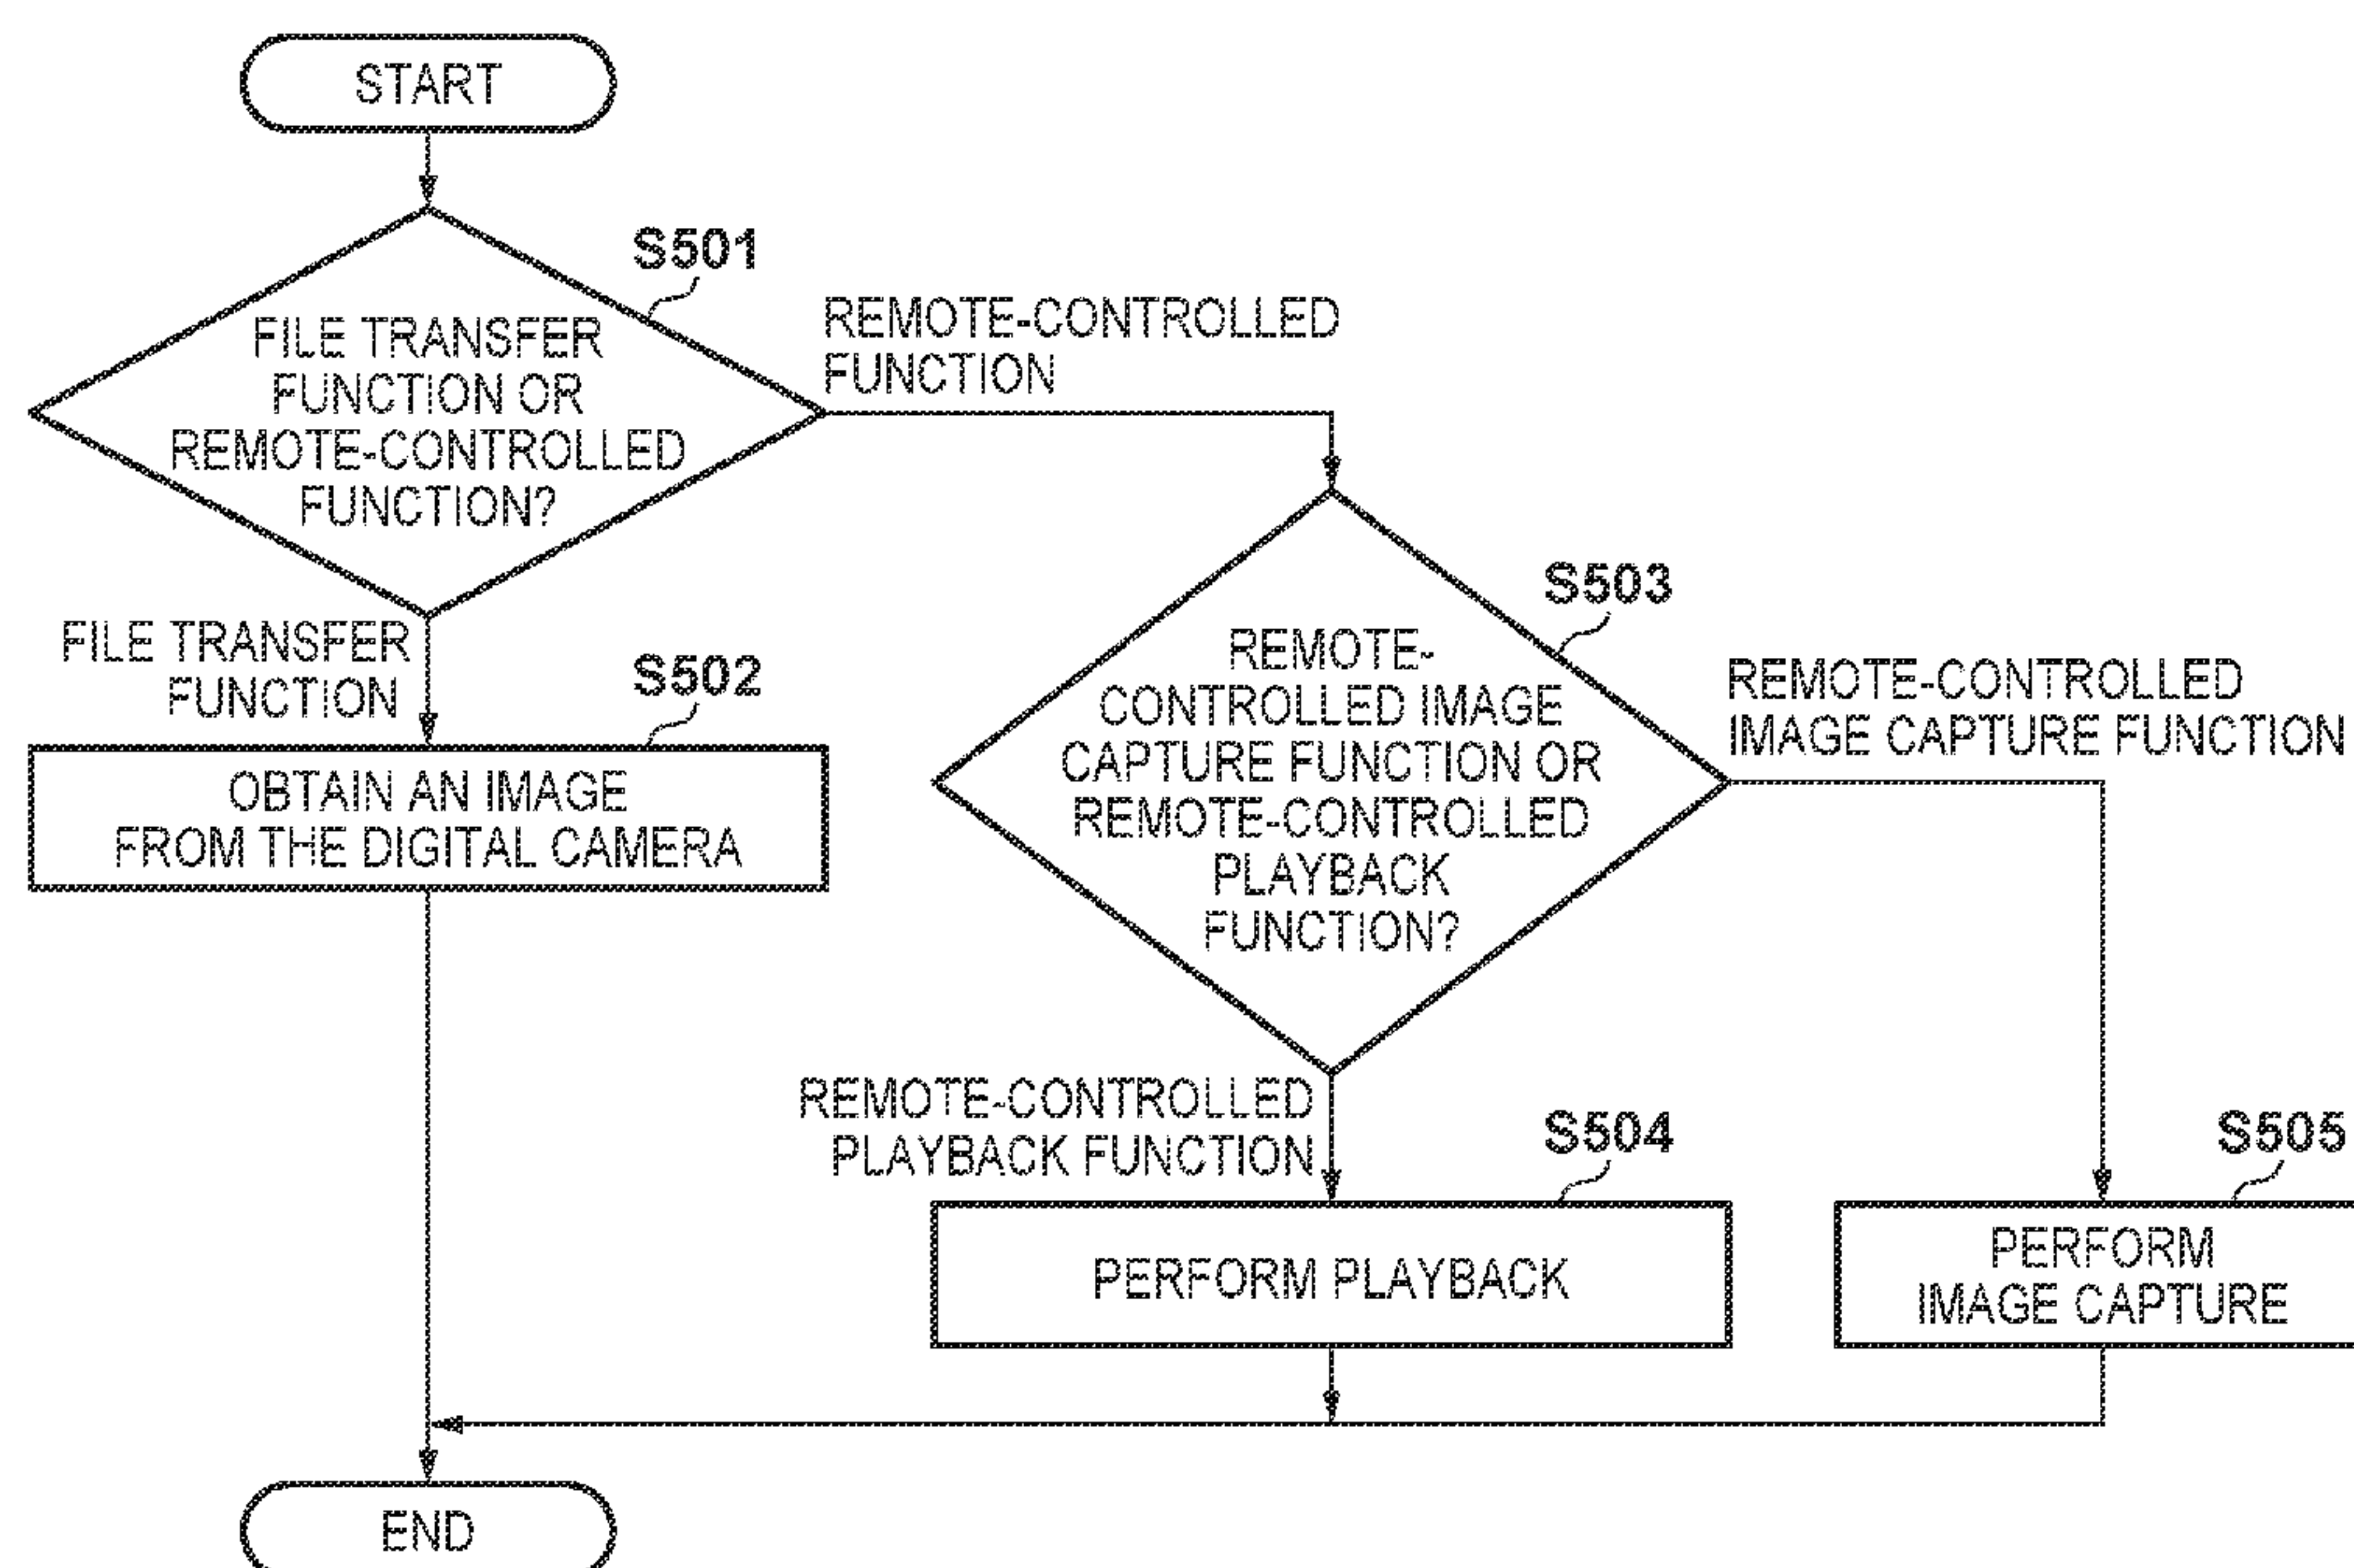 START
S501
FILE TRANSFER
FUNCTION OR
REMOTE-CONTROLLED
FUNCTION?
REMOTE-CONTROLLED
FUNCTION
FILE TRANSFER
FUNCTION
S502
OBTAIN AN IMAGE
FROM THE DIGITAL CAMERA
S503
REMOTE-
CONTROLLED IMAGE
CAPTURE FUNCTION OR
REMOTE-CONTROLLED
PLAYBACK
FUNCTION?
REMOTE-CONTROLLED
IMAGE CAPTURE FUNCTION
REMOTE-CONTROLLED
PLAYBACK FUNCTION
S504
PERFORM PLAYBACK
S505
PERFORM
IMAGE CAPTURE
END